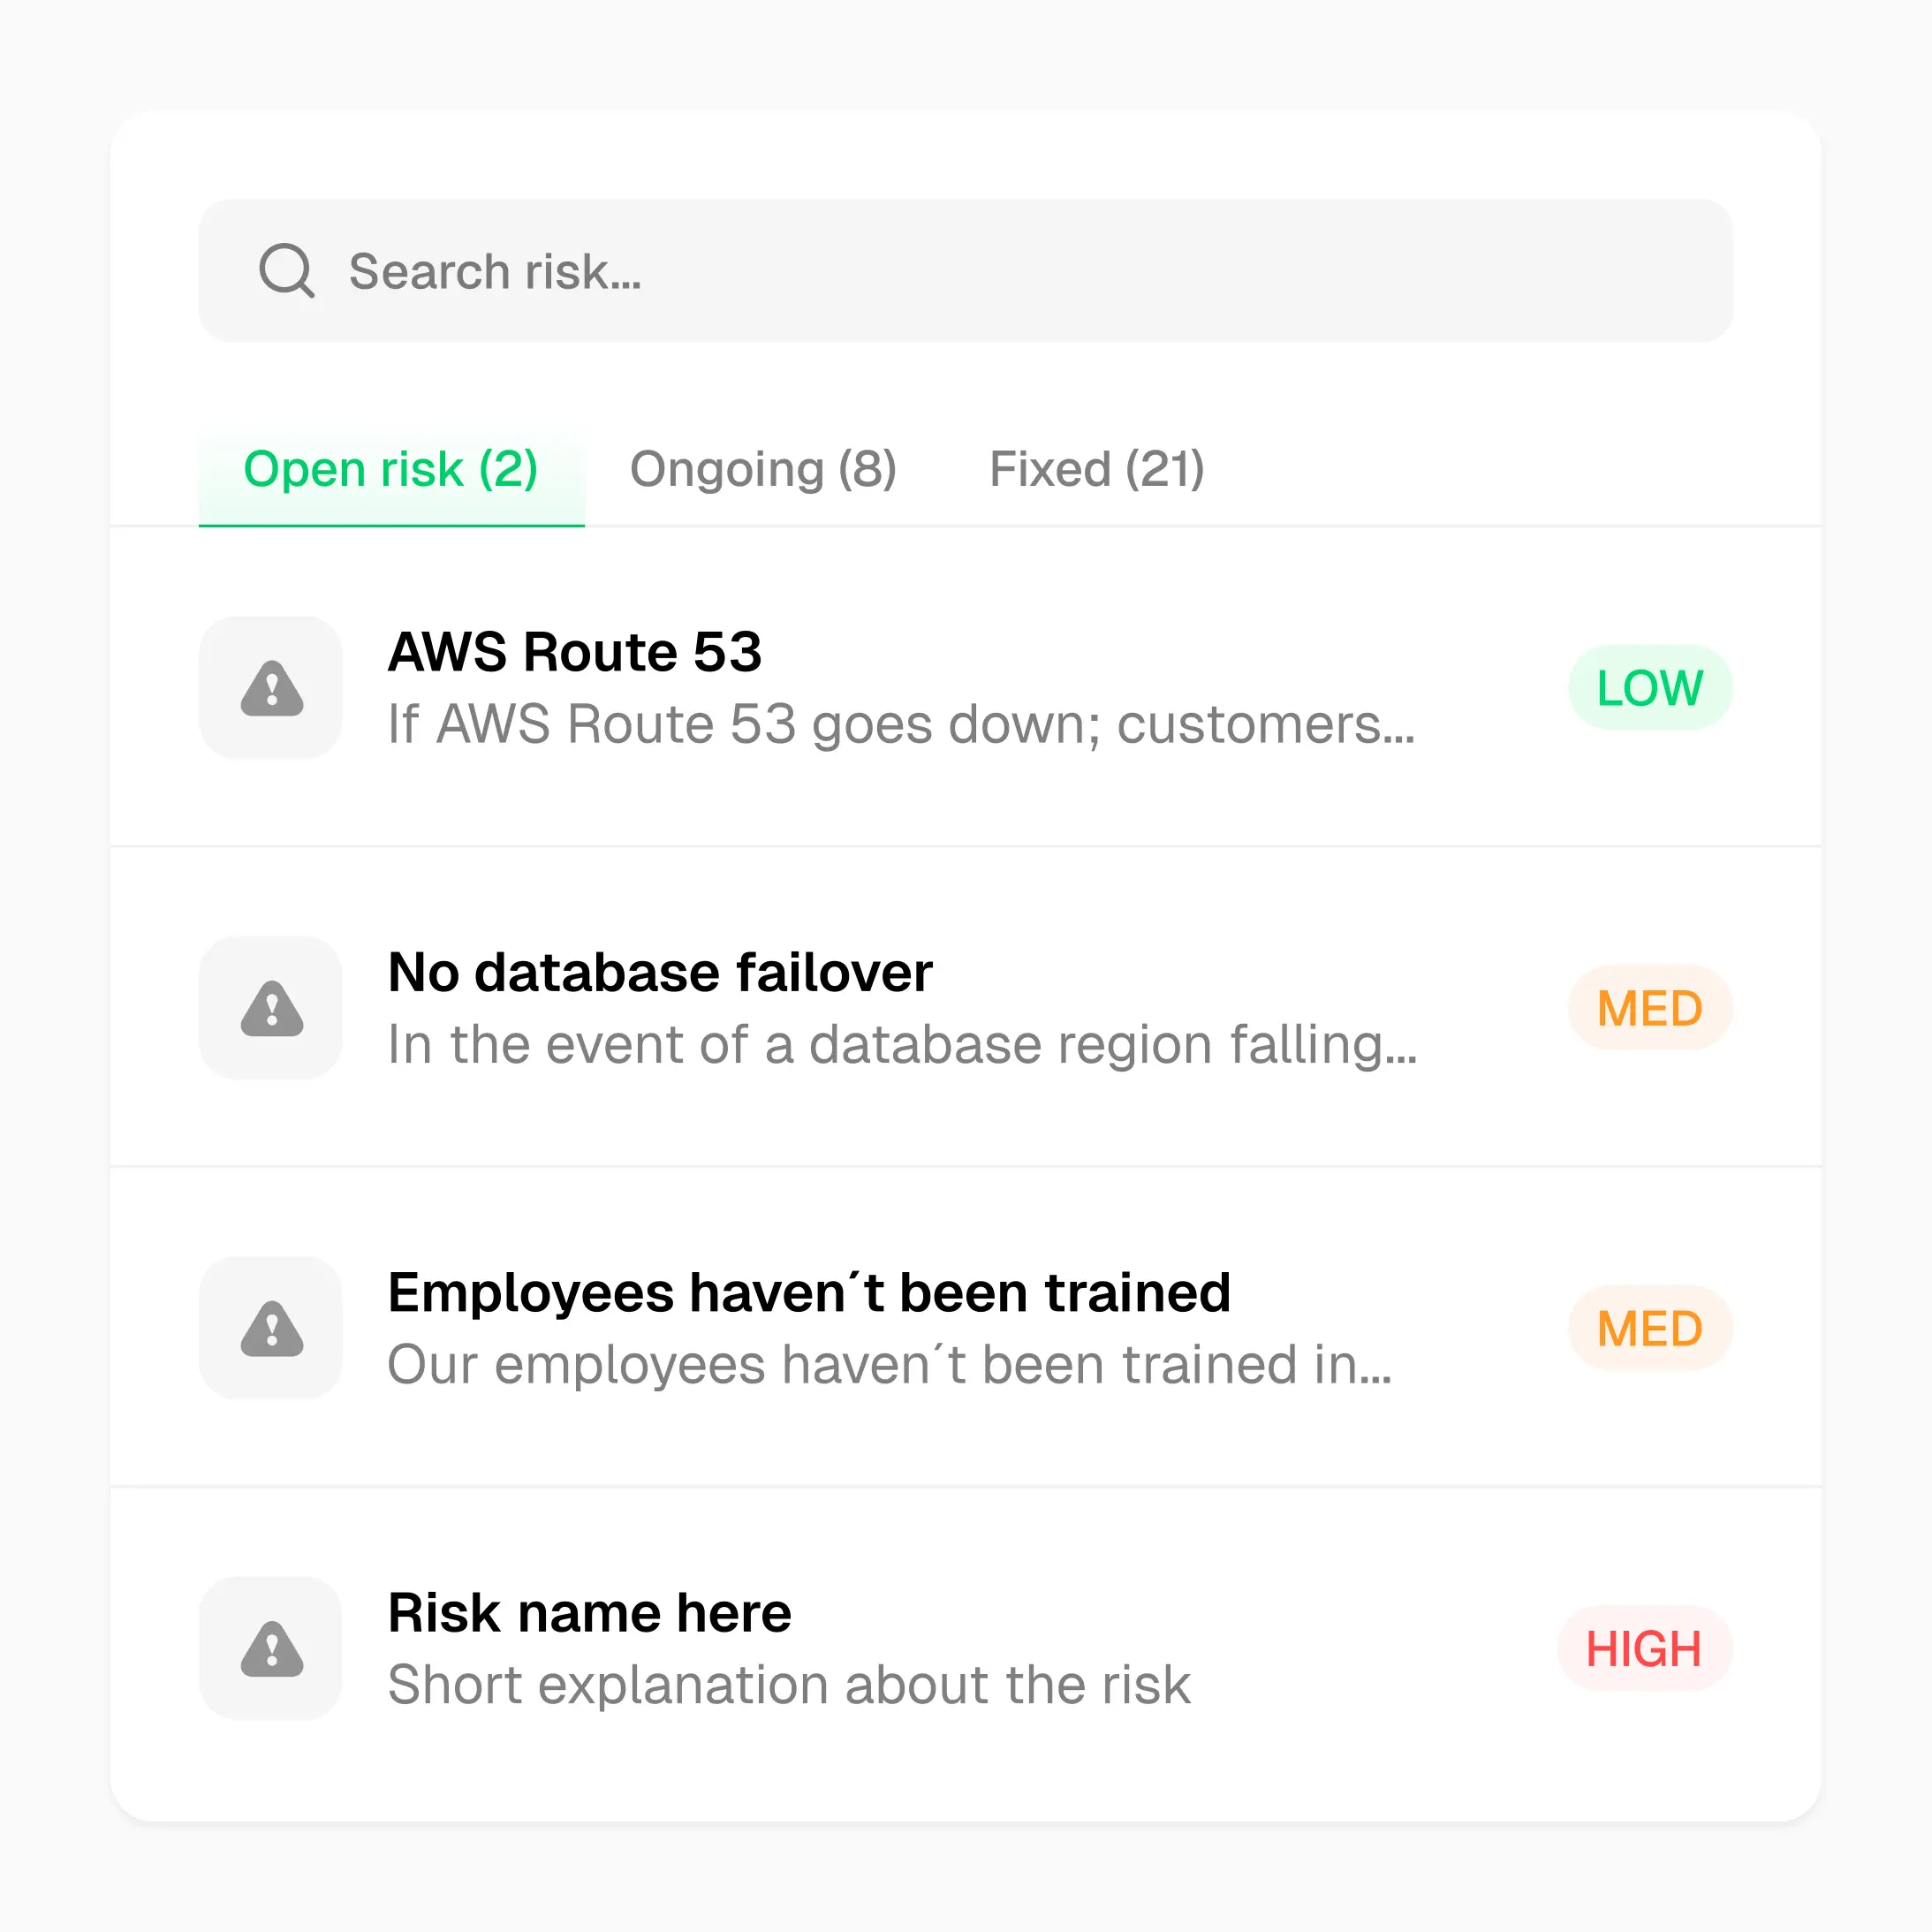 Search risk...
Open risk (2) Ongoing (8) Fixed (21)
AWS Route 53
If AWS Route 53 goes down; customers...
LOW
No database failover
In the event of a database region falling...
MED
Employees haven´t been trained
Our employees haven´t been trained in...
MED
Risk name here
Short explanation about the risk
HIGH